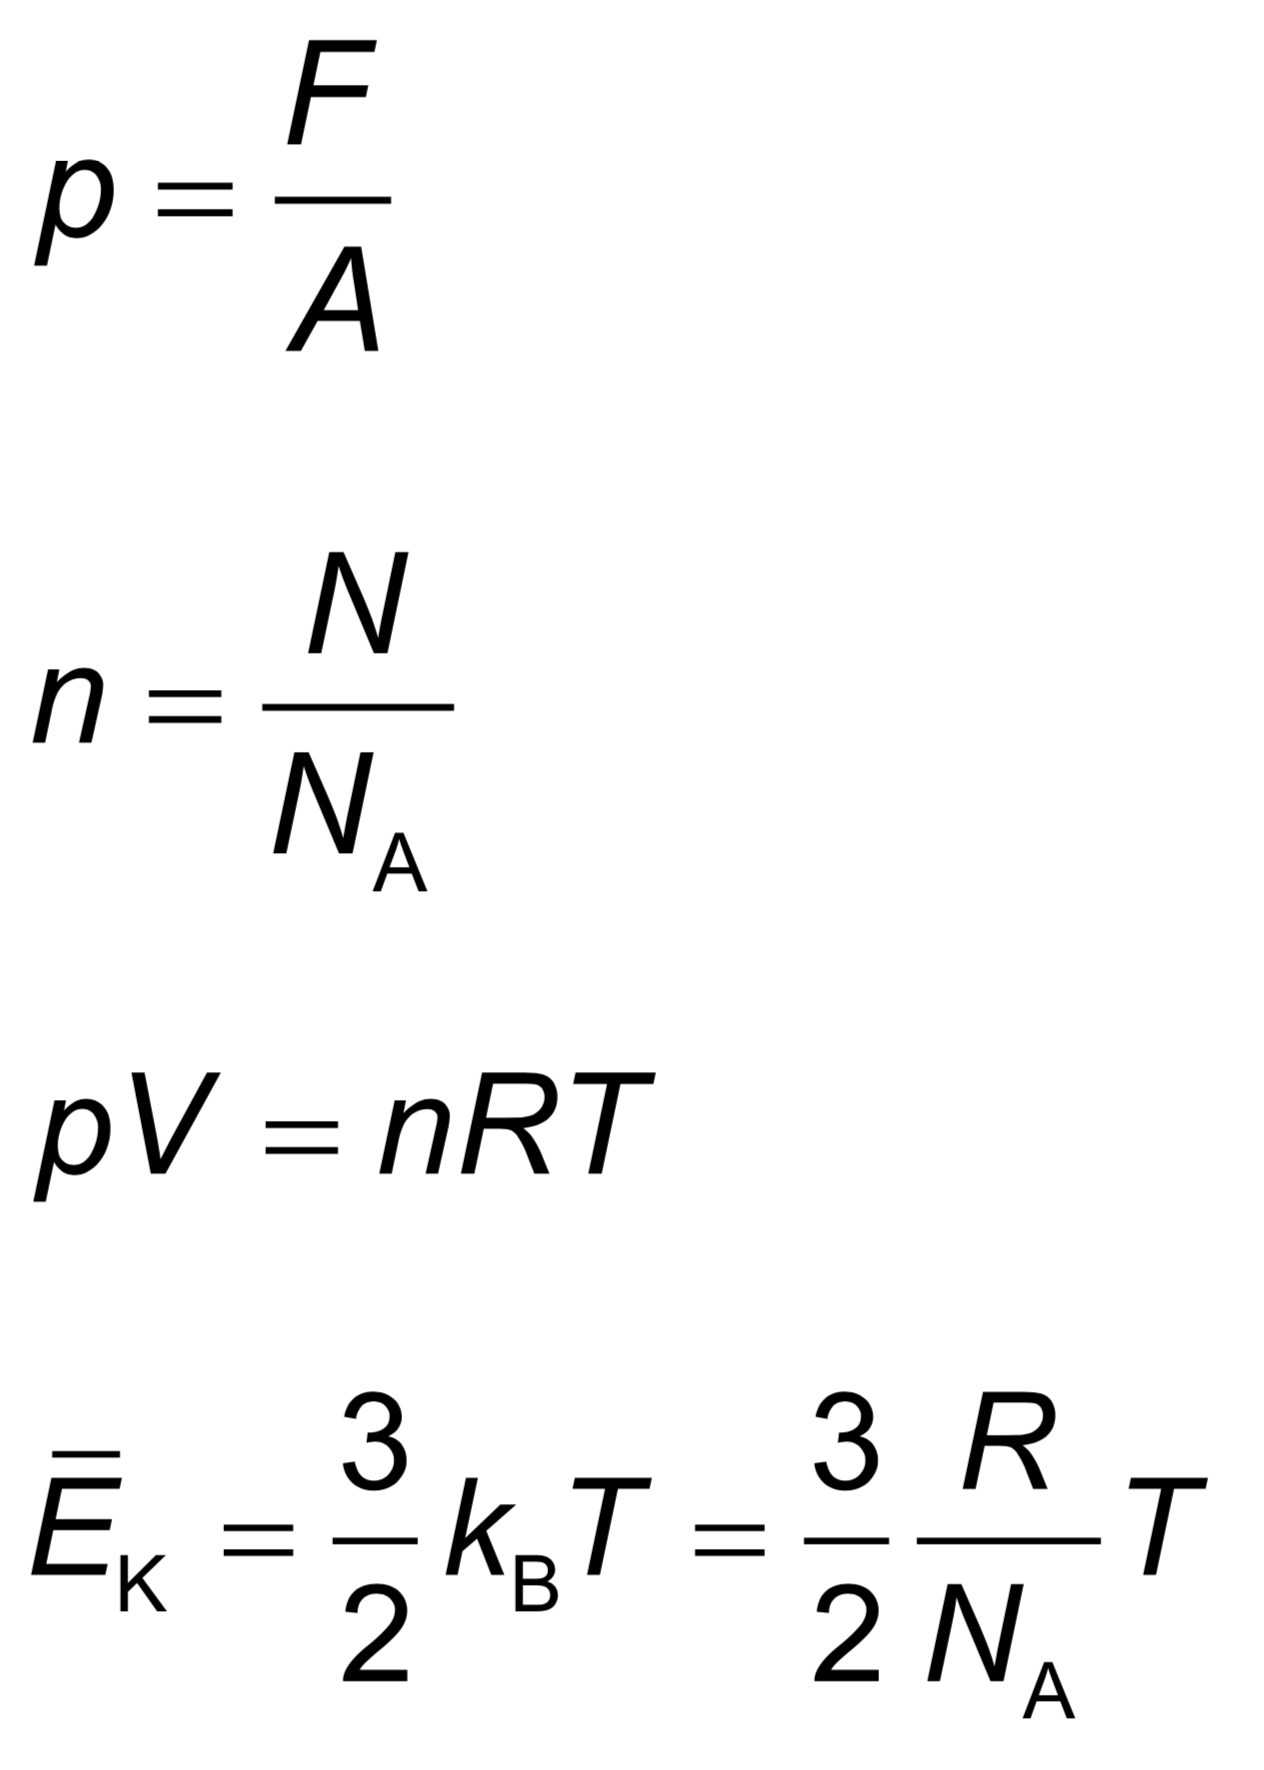 p = F/A
n = N/N_A
pV = nRT
Ē_K = 3/2 k_B T = 3/2 R/N_A T